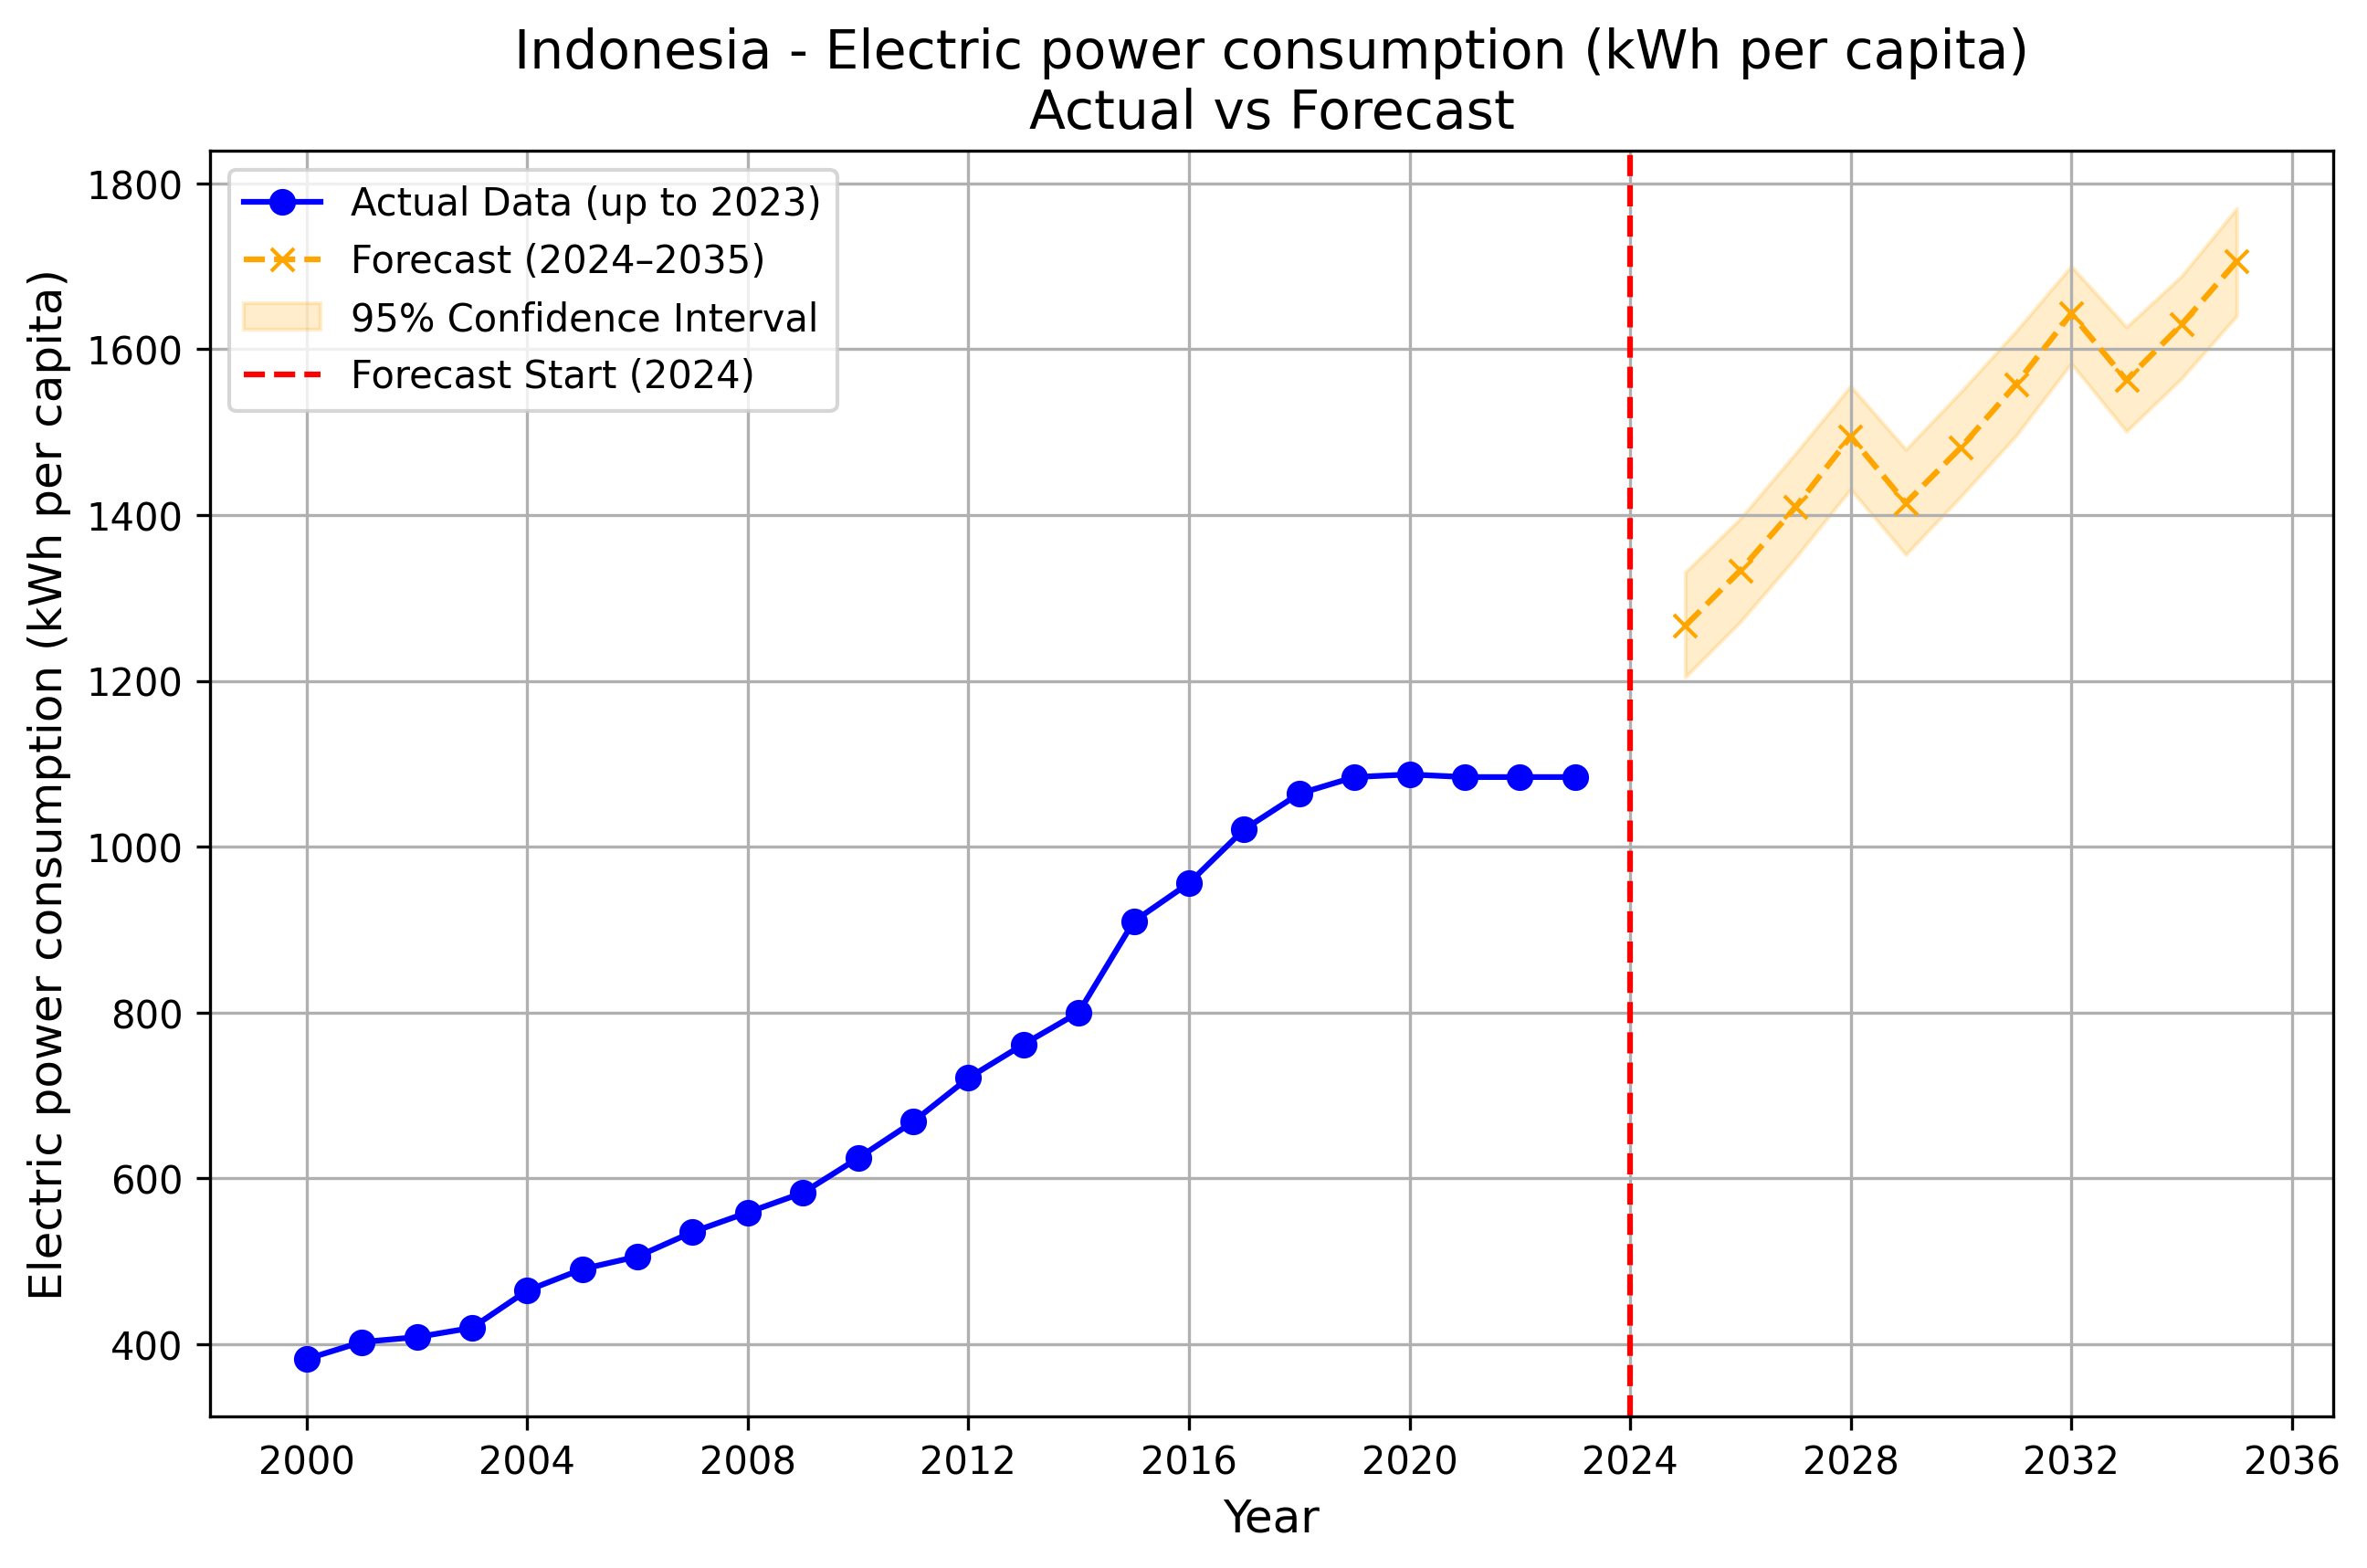 Indonesia - Electric power consumption (kWh per capita)
Actual vs Forecast
Actual Data (up to 2023)
Forecast (2024–2035)
95% Confidence Interval
Forecast Start (2024)
Electric power consumption (kWh per capita)
1800
1600
1400
1200
1000
800
600
400
2000 2004 2008 2012 2016 2020 2024 2028 2032 2036
Year